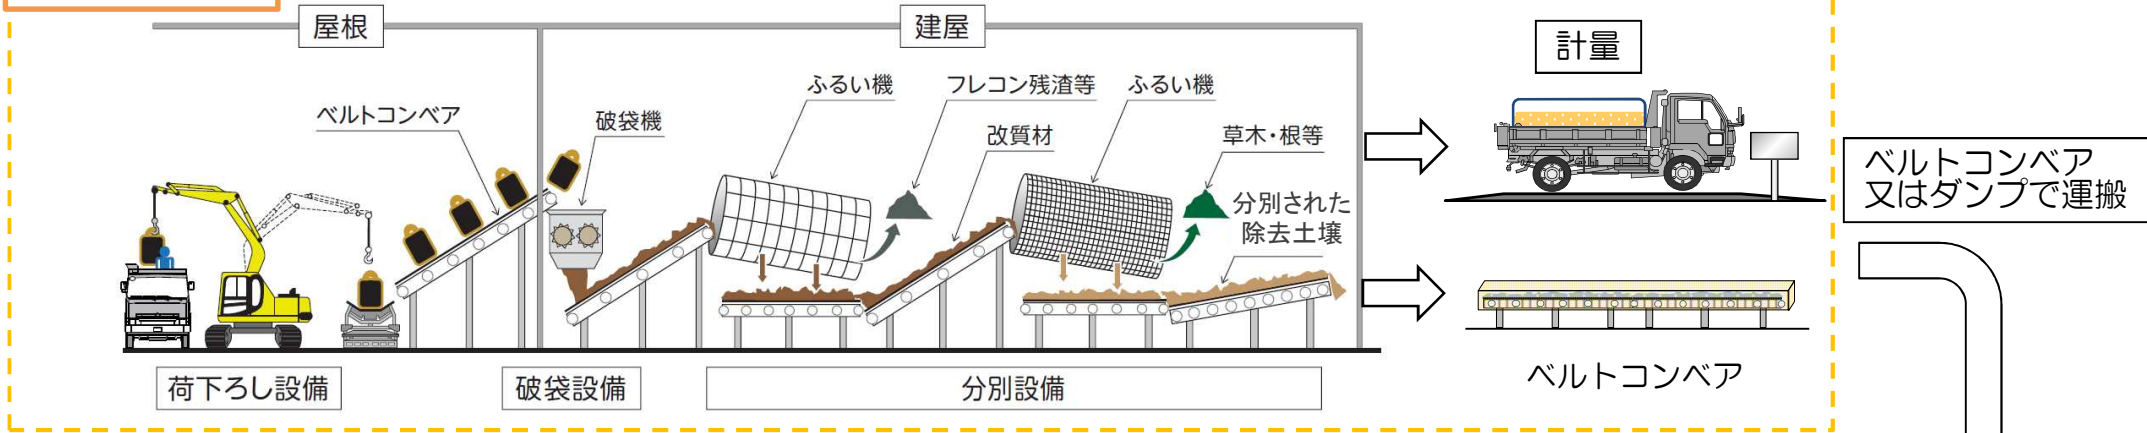 屋根
建屋
計量
ふるい機
フレコン残渣等
ふるい機
ベルトコンベア
破袋機
改質材
草木・根等
ベルトコンベア
又はダンプで運搬
分別された
除去土壌
荷下ろし設備
破袋設備
分別設備
ベルトコンベア